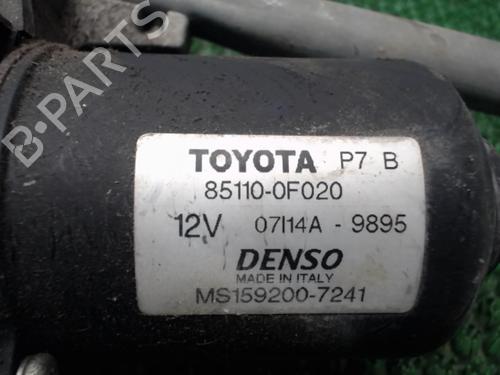 B-PARTS
TOYOTA P7 B
85110-0F020
12V 07I14A - 9895
DENSO
MADE IN ITALY
MS159200-7241